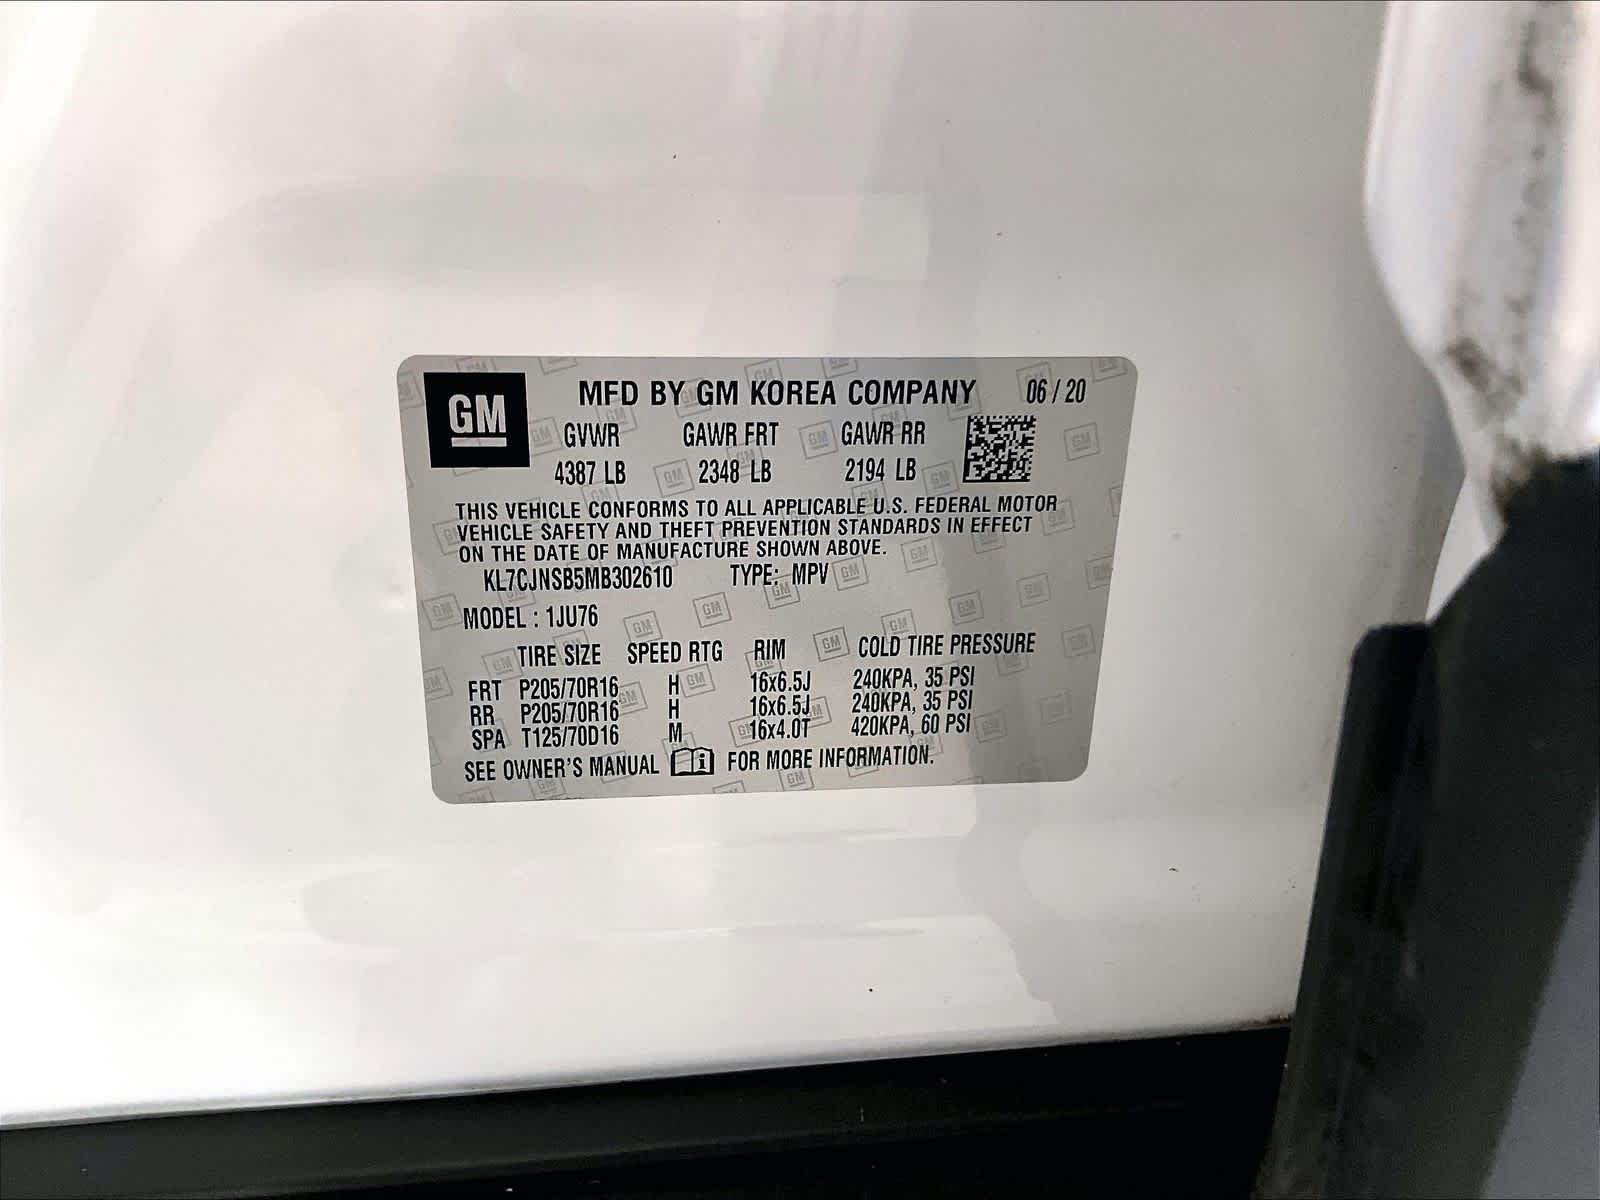 GM MFD BY GM KOREA COMPANY 06 / 20
GVWR GAWR FRT GAWR RR
4387 LB 2348 LB 2194 LB
THIS VEHICLE CONFORMS TO ALL APPLICABLE U.S. FEDERAL MOTOR
VEHICLE SAFETY AND THEFT PREVENTION STANDARDS IN EFFECT
ON THE DATE OF MANUFACTURE SHOWN ABOVE.
KL7CJNSB5MB302610 TYPE: MPV
MODEL : 1JU76
TIRE SIZE SPEED RTG RIM COLD TIRE PRESSURE
FRT P205/70R16 H 16x6.5J 240KPA, 35 PSI
RR P205/70R16 H 16x6.5J 240KPA, 35 PSI
SPA T125/70D16 M 16x4.0T 420KPA, 60 PSI
SEE OWNER'S MANUAL i FOR MORE INFORMATION.